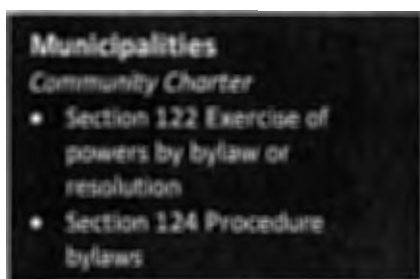 Municipalities
Community Charter
• Section 122 Exercise of
powers by bylaw or
resolution
• Section 124 Procedure
bylaws